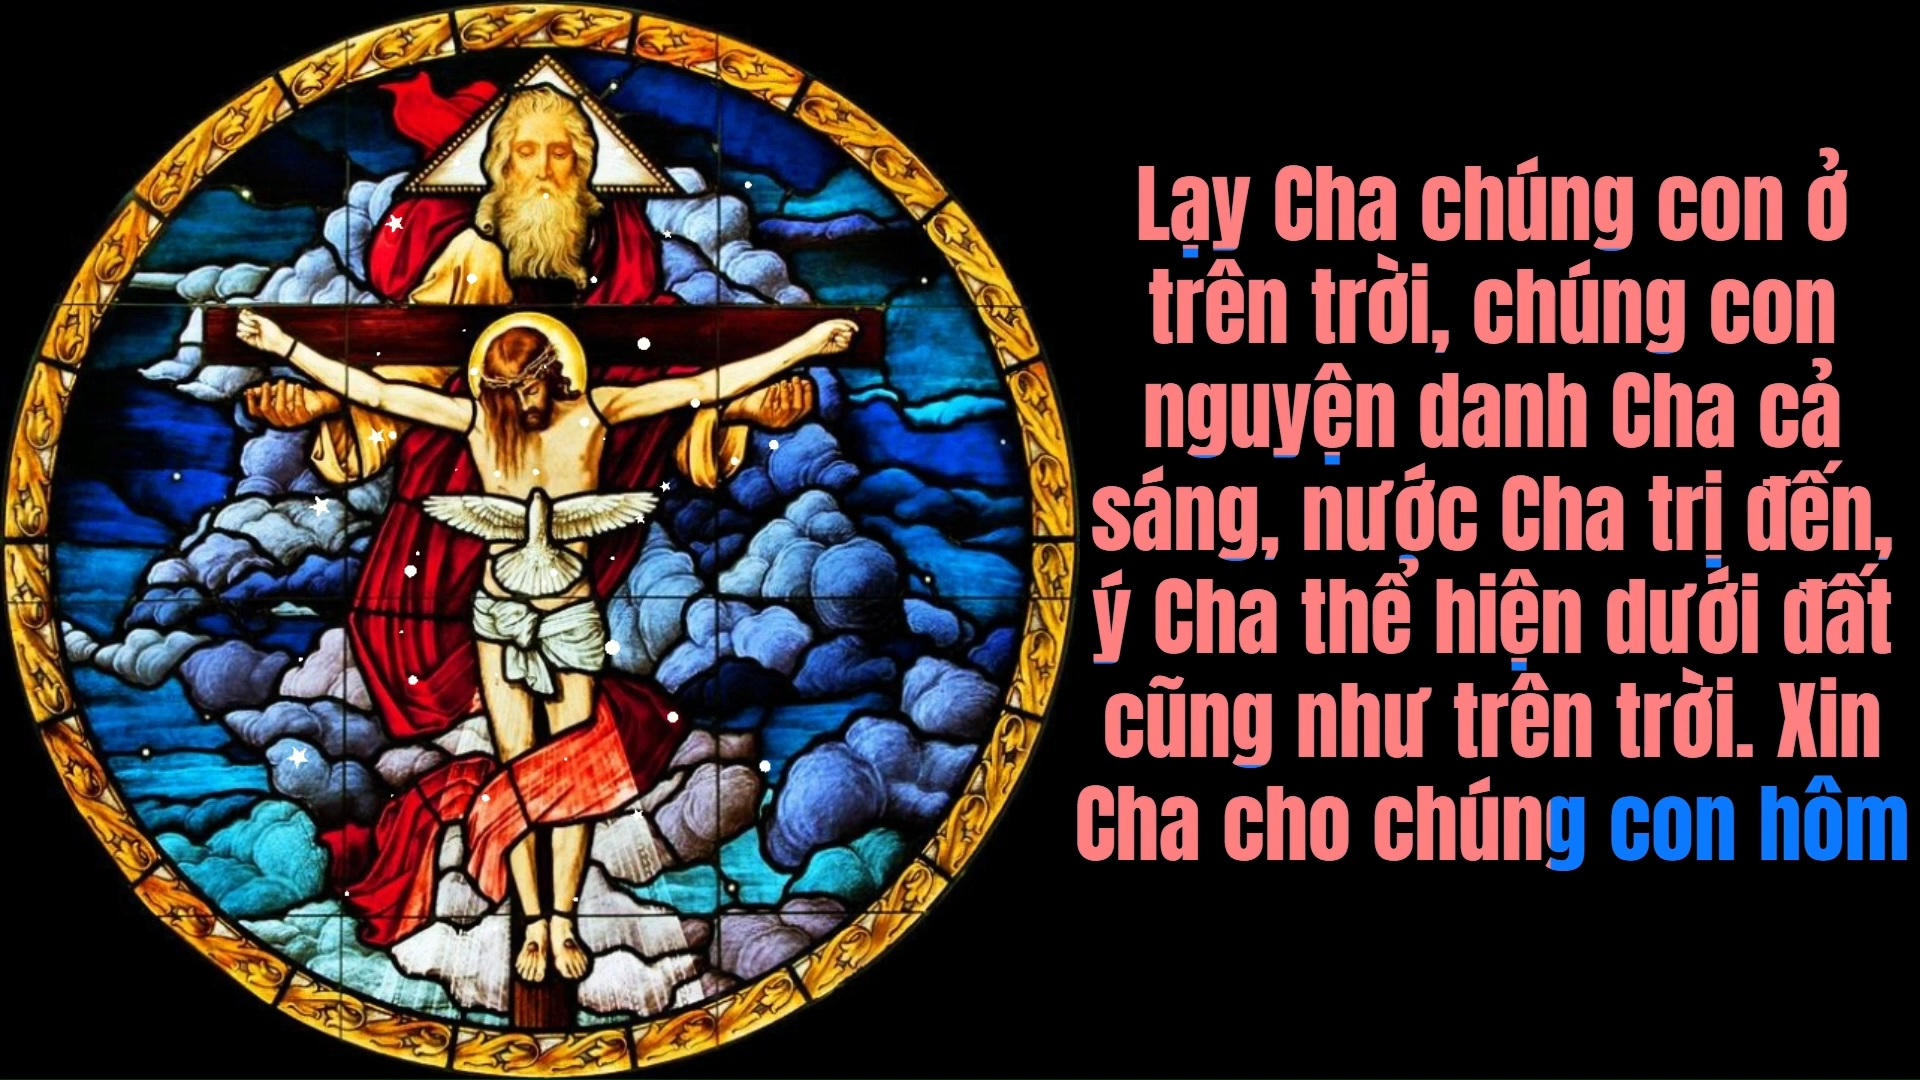 Lạy Cha chúng con ở
trên trời, chúng con
nguyện danh Cha cả
sáng, nước Cha trị đến,
ý Cha thể hiện dưới đất
cũng như trên trời. Xin
Cha cho chúng con hôm